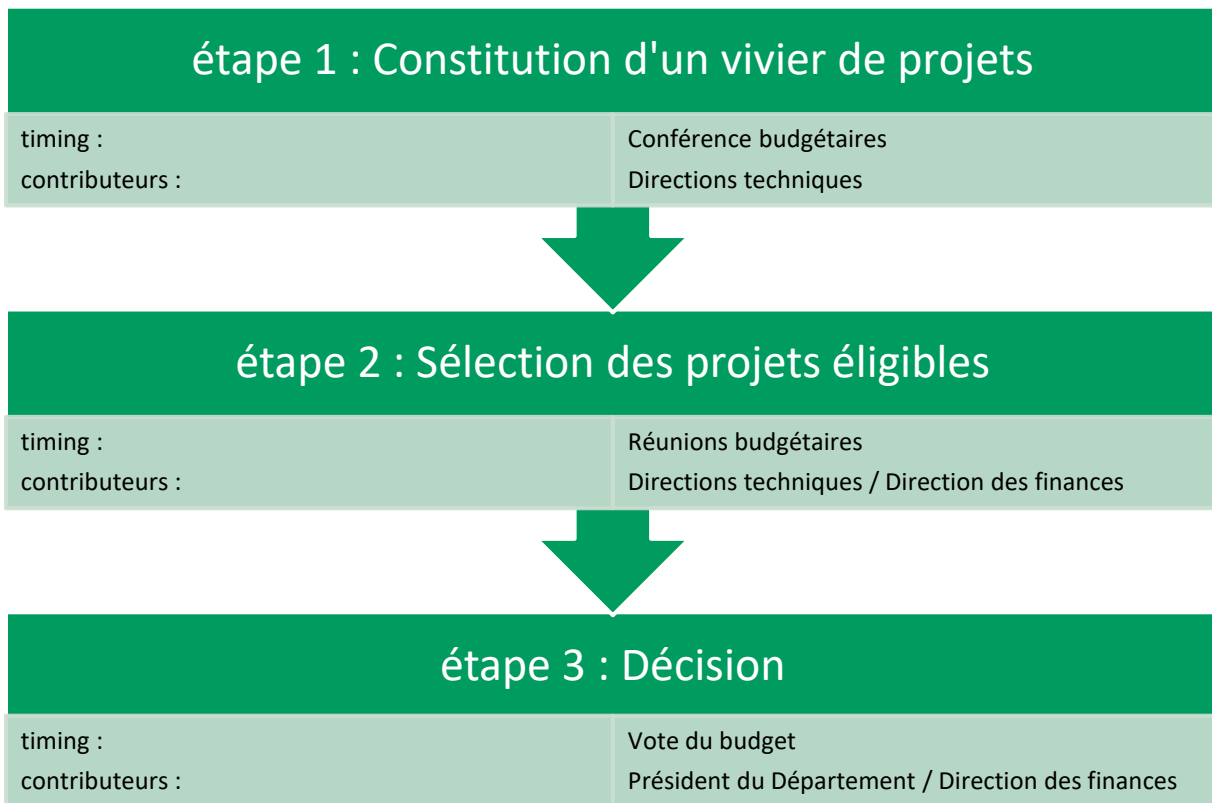 étape 1 : Constitution d'un vivier de projets
timing : Conférence budgétaires
contributeurs : Directions techniques
étape 2 : Sélection des projets éligibles
timing : Réunions budgétaires
contributeurs : Directions techniques / Direction des finances
étape 3 : Décision
timing : Vote du budget
contributeurs : Président du Département / Direction des finances